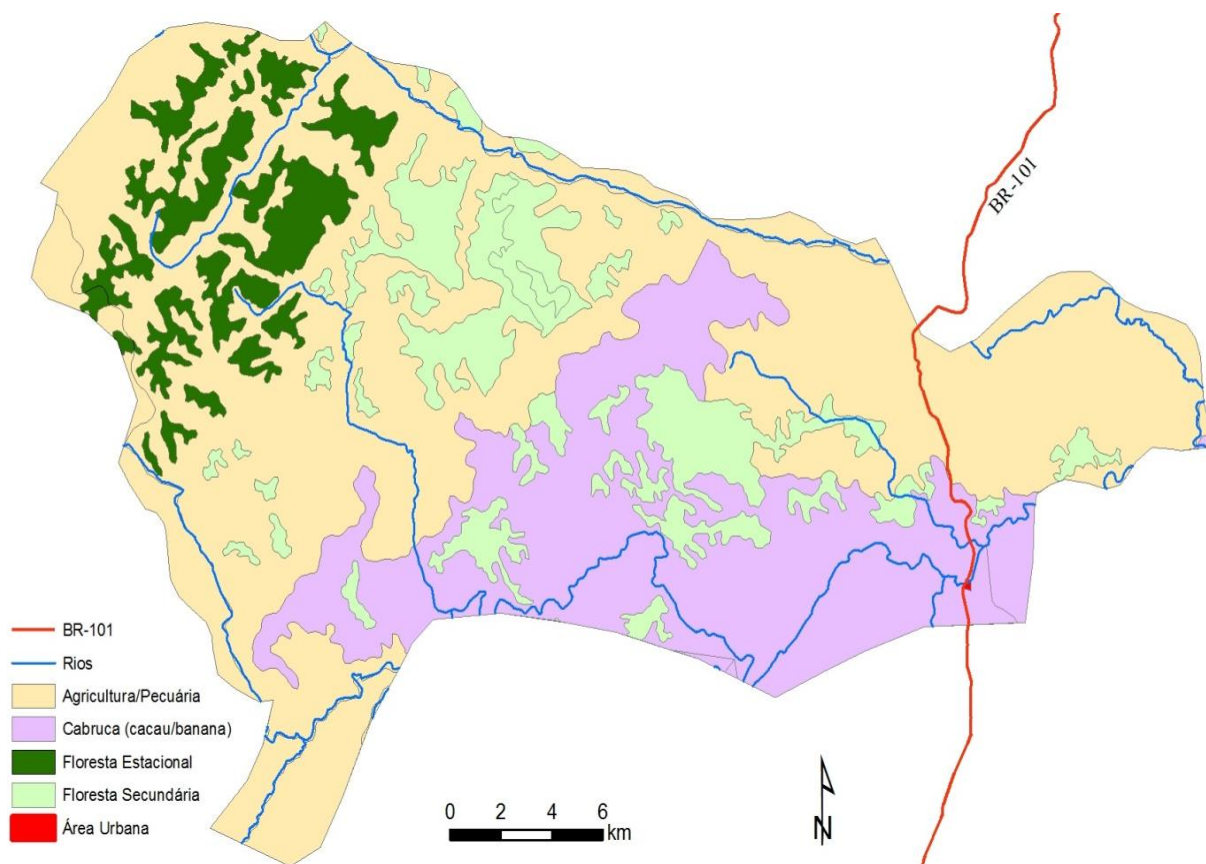 BR-101
BR-101
Rios
Agricultura/Pecuária
Cabruca (cacau/banana)
Floresta Estacional
Floresta Secundária
Área Urbana
0 2 4 6
km
N